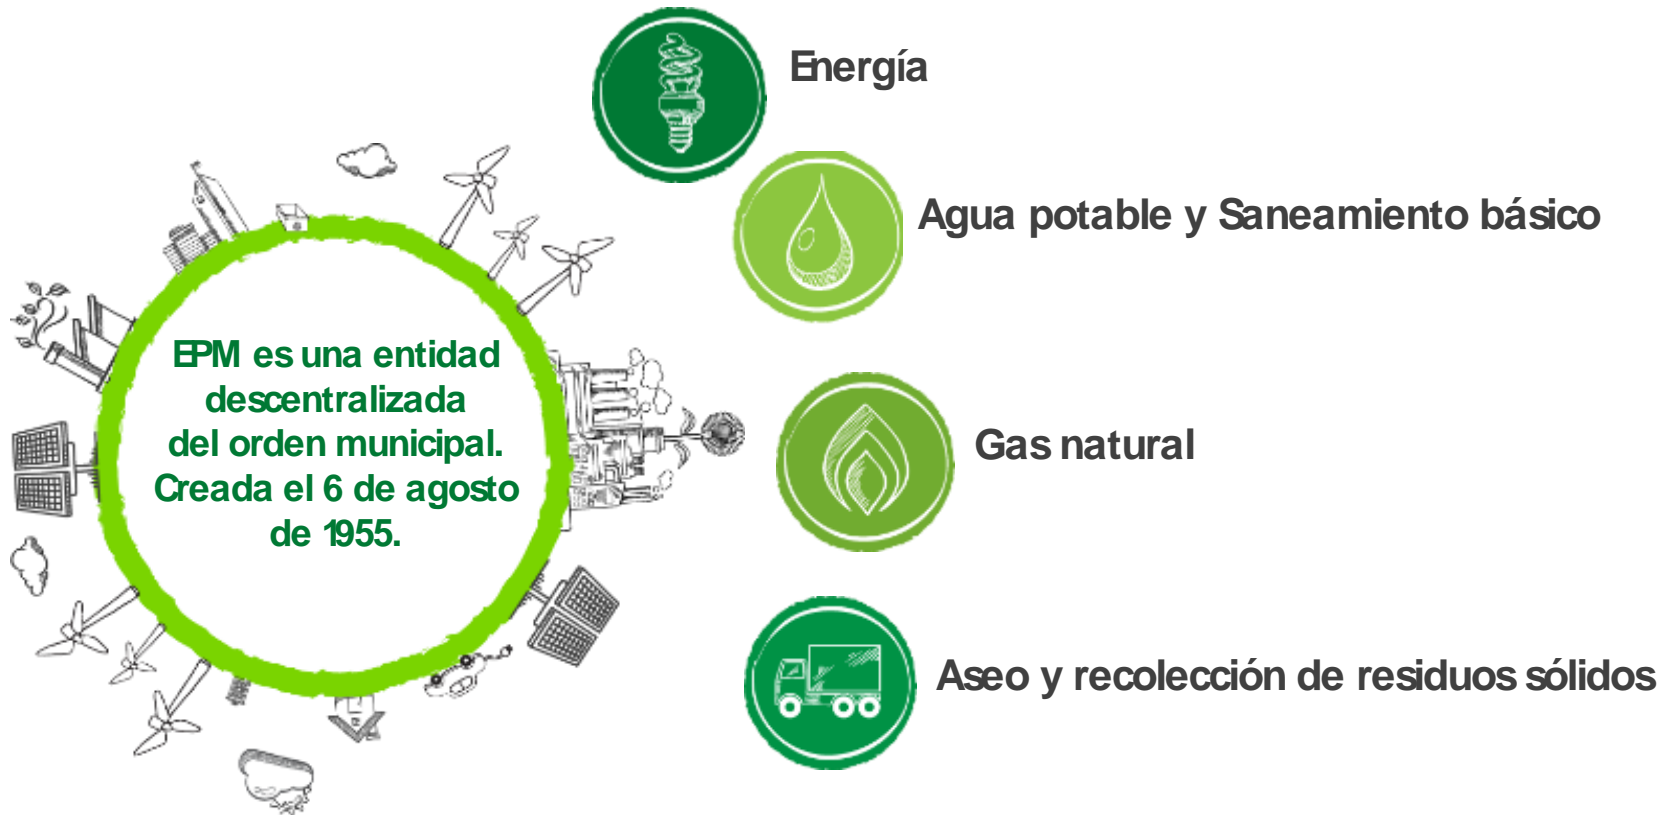 Energía
Agua potable y Saneamiento básico
EPM es una entidad
descentralizada
del orden municipal.
Creada el 6 de agosto
de 1955.
Gas natural
Aseo y recolección de residuos sólidos